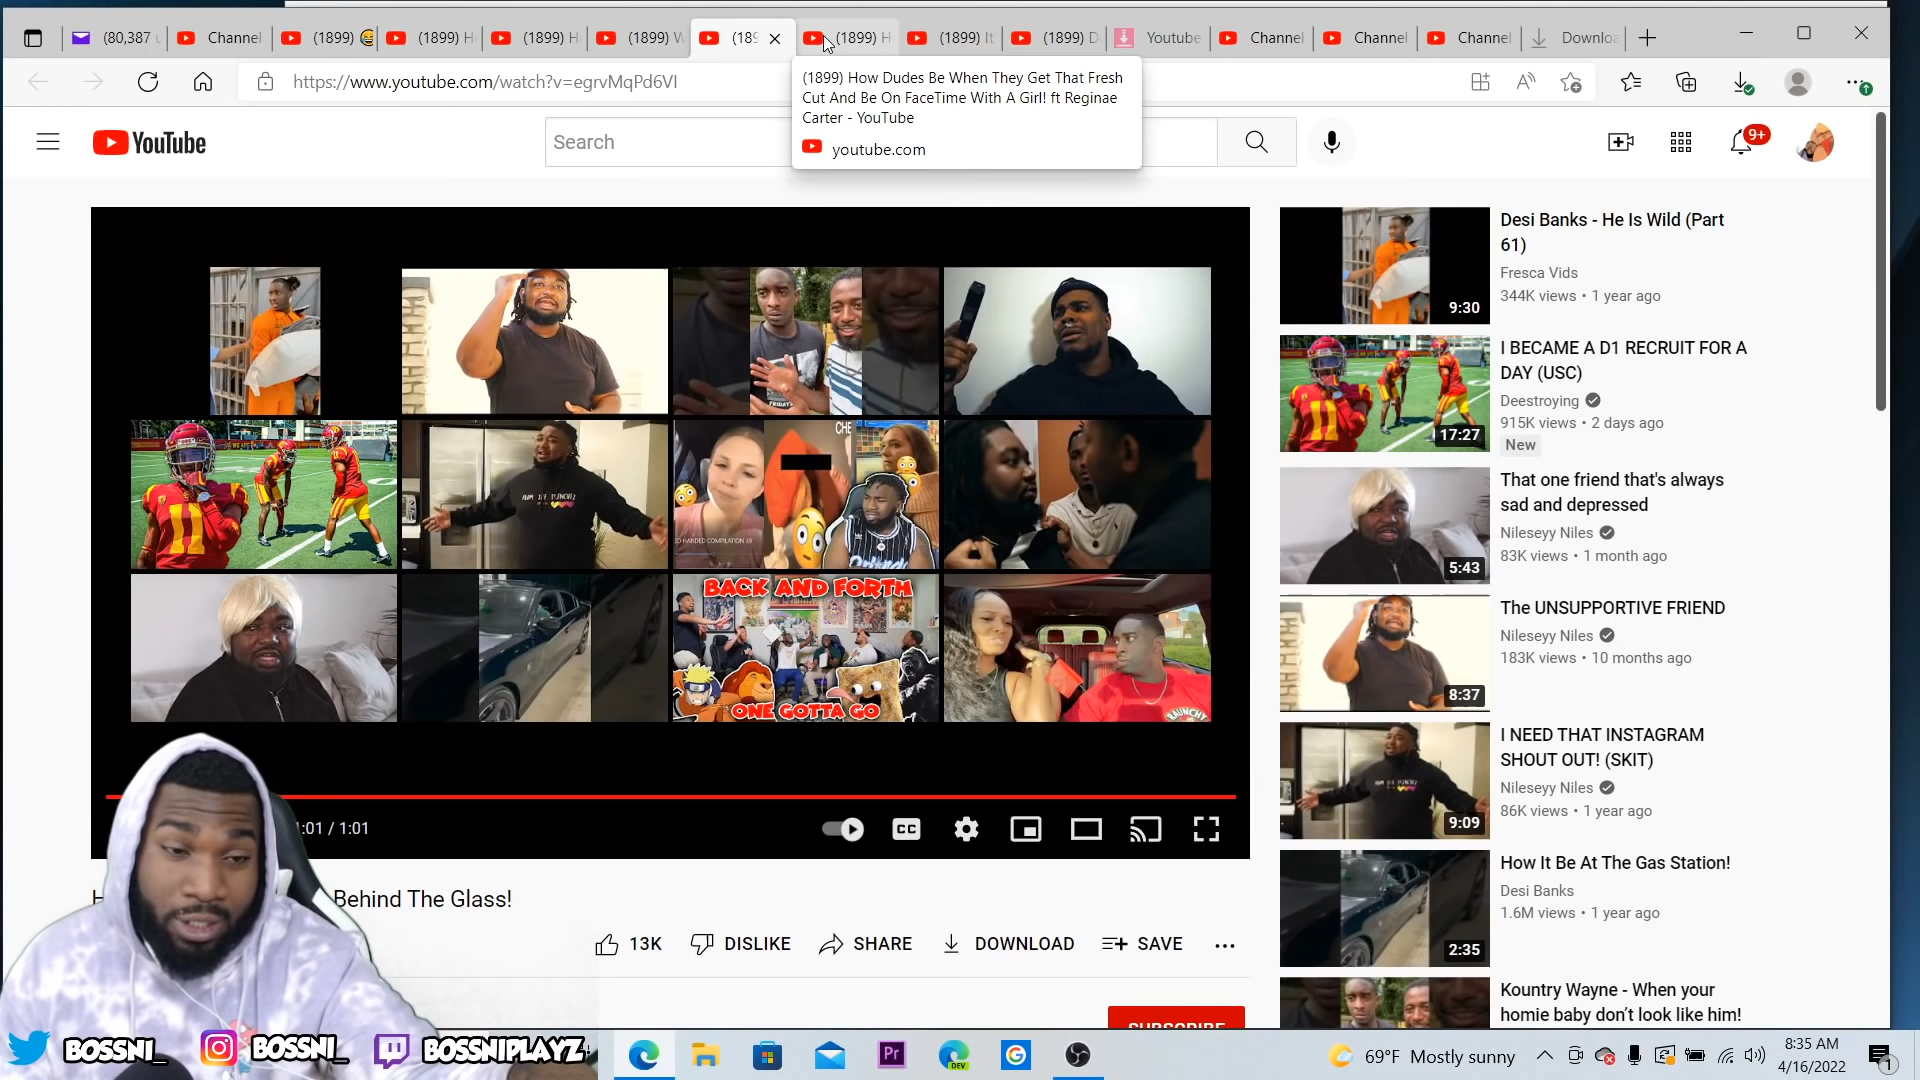 (80,387
Channel
(1899)
(1899) H
(1899) H
(1899) W
(189
(1899) H
(1899) It
(1899) D
Youtube
Channel
Channel
Channel
Downloa
https://www.youtube.com/watch?v=egrvMqPd6VI
(1899) How Dudes Be When They Get That Fresh
Cut And Be On FaceTime With A Girl! ft Reginae
Carter - YouTube
youtube.com
YouTube
Search
9+
Desi Banks - He Is Wild (Part
61)
Fresca Vids
344K views • 1 year ago
9:30
I BECAME A D1 RECRUIT FOR A
DAY (USC)
Deestroying
915K views • 2 days ago
New
17:27
That one friend that's always
sad and depressed
Nileseyy Niles
83K views • 1 month ago
5:43
The UNSUPPORTIVE FRIEND
Nileseyy Niles
183K views • 10 months ago
8:37
I NEED THAT INSTAGRAM
SHOUT OUT! (SKIT)
Nileseyy Niles
86K views • 1 year ago
9:09
How It Be At The Gas Station!
Desi Banks
1.6M views • 1 year ago
2:35
Kountry Wayne - When your
homie baby don't look like him!
11
BACK AND FORTH
ONE GOTTA GO
:01 / 1:01
CC
Behind The Glass!
13K
DISLIKE
SHARE
DOWNLOAD
SAVE
SUBSCRIBE
BOSSNI_
BOSSNI_
BOSSNIPLAYZ
Pr
DEV
G
69°F Mostly sunny
8:35 AM
4/16/2022
1